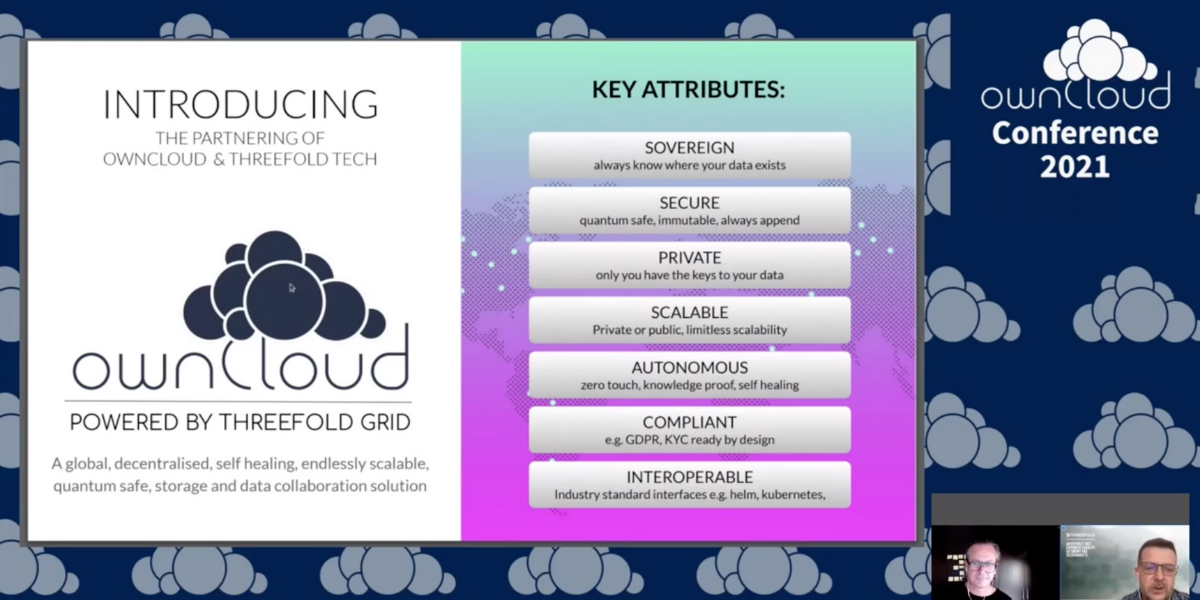 INTRODUCING
THE PARTNERING OF
OWNCLOUD & THREEFOLD TECH
ownCloud
POWERED BY THREEFOLD GRID
A global, decentralised, self healing, endlessly scalable,
quantum safe, storage and data collaboration solution
KEY ATTRIBUTES:
SOVEREIGN
always know where your data exists
SECURE
quantum safe, immutable, always append
PRIVATE
only you have the keys to your data
SCALABLE
Private or public, limitless scalability
AUTONOMOUS
zero touch, knowledge proof, self healing
COMPLIANT
e.g. GDPR, KYC ready by design
INTEROPERABLE
Industry standard interfaces e.g. helm, kubernetes,
ownCloud
Conference
2021
THREEFOLD